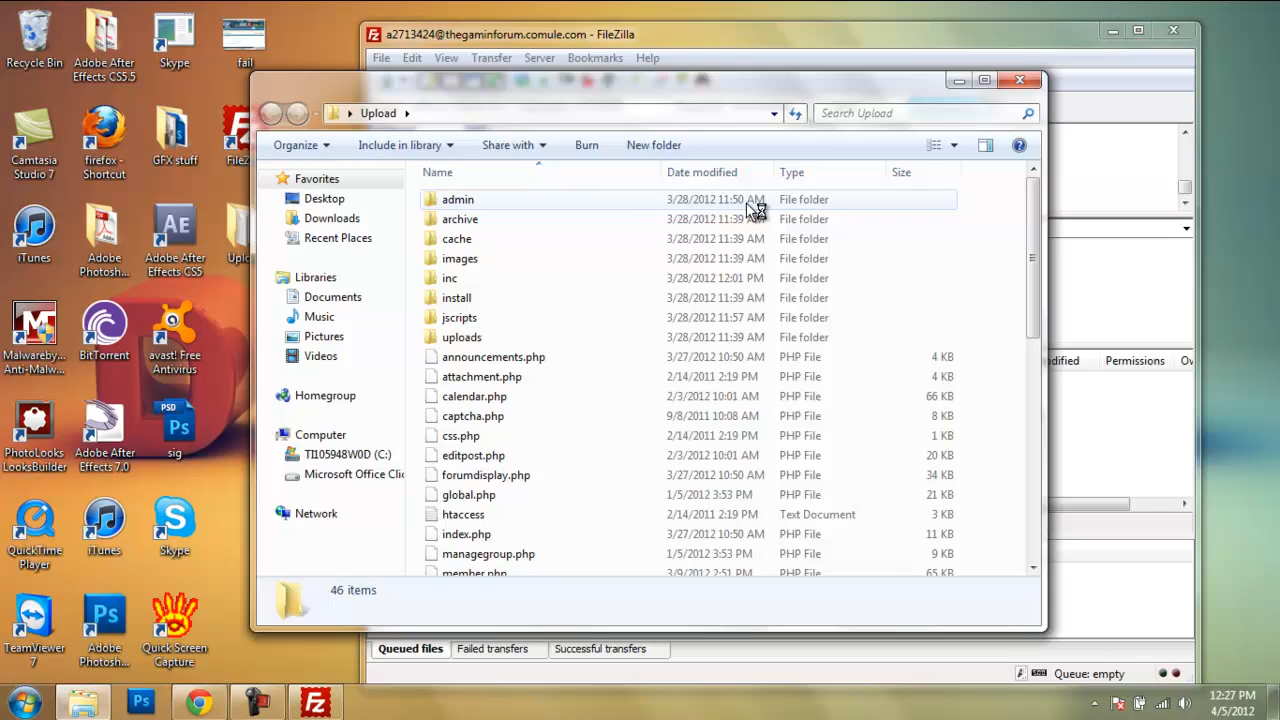 a2713424@thegaminforum.comule.com - FileZilla
File Edit View Transfer Server Bookmarks Help
Recycle Bin
Adobe After Effects CS5.5
Skype
fail
Camtasia Studio 7
firefox - Shortcut
GFX stuff
iTunes
Adobe Photosh...
Adobe After Effects CS5
Malwareby... Anti-Malw...
BitTorrent
avast! Free Antivirus
PhotoLooks LooksBuilder
Adobe After Effects 7.0
PSD
sig
QuickTime Player
iTunes
Skype
TeamViewer 7
Adobe Photosh...
Quick Screen Capture
Upload
Search Upload
Organize Include in library Share with Burn New folder
Favorites
Desktop
Downloads
Recent Places
Libraries
Documents
Music
Pictures
Videos
Homegroup
Computer
TI105948W0D (C:)
Microsoft Office Clic
Network
Name Date modified Type Size
admin 3/28/2012 11:50 AM File folder
archive 3/28/2012 11:39 AM File folder
cache 3/28/2012 11:39 AM File folder
images 3/28/2012 11:39 AM File folder
inc 3/28/2012 12:01 PM File folder
install 3/28/2012 11:39 AM File folder
jscripts 3/28/2012 11:57 AM File folder
uploads 3/28/2012 11:39 AM File folder
announcements.php 3/27/2012 10:50 AM PHP File 4 KB
attachment.php 2/14/2011 2:19 PM PHP File 4 KB
calendar.php 2/3/2012 10:01 AM PHP File 66 KB
captcha.php 9/8/2011 10:08 AM PHP File 8 KB
css.php 2/14/2011 2:19 PM PHP File 1 KB
editpost.php 2/3/2012 10:01 AM PHP File 20 KB
forumdisplay.php 3/27/2012 10:50 AM PHP File 34 KB
global.php 1/5/2012 3:53 PM PHP File 21 KB
htaccess 2/14/2011 2:19 PM Text Document 3 KB
index.php 3/27/2012 10:50 AM PHP File 11 KB
managegroup.php 1/5/2012 3:53 PM PHP File 9 KB
member.php 3/9/2012 2:51 PM PHP File 65 KB
46 items
Permissions
Queued files Failed transfers Successful transfers
Queue: empty
12:27 PM
4/5/2012